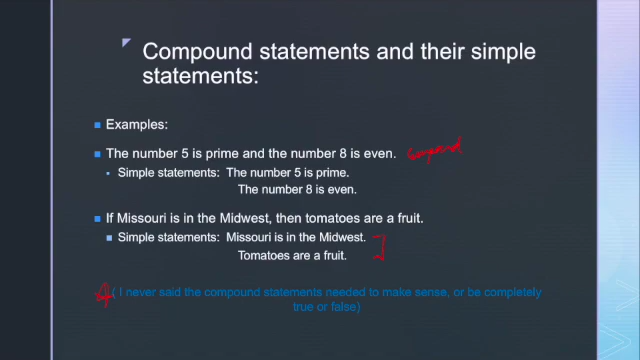 Compound statements and their simple
statements:
Examples:
The number 5 is prime and the number 8 is even. compound
Simple statements: The number 5 is prime.
The number 8 is even.
If Missouri is in the Midwest, then tomatoes are a fruit.
Simple statements: Missouri is in the Midwest.
Tomatoes are a fruit.
( I never said the compound statements needed to make sense, or be completely
true or false)